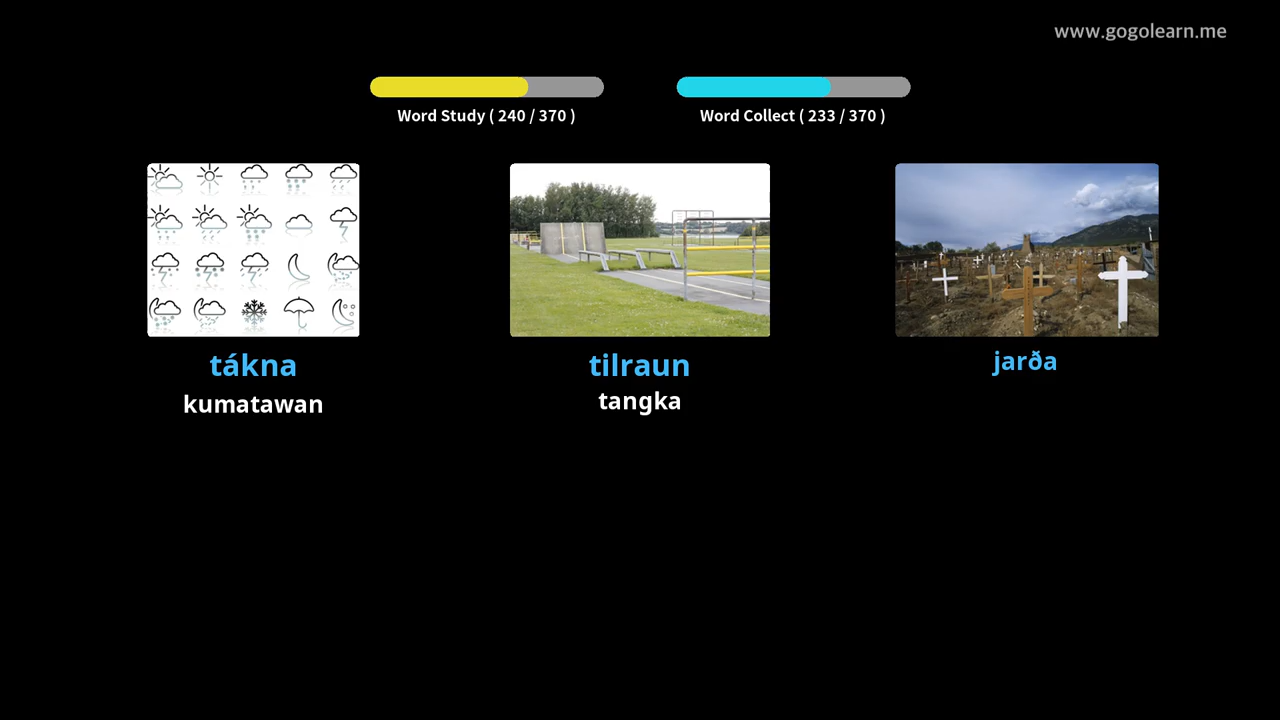 www.gogolearn.me
Word Study ( 240 / 370 )
Word Collect ( 233 / 370 )
tákna
kumatawan
tilraun
tangka
jarða